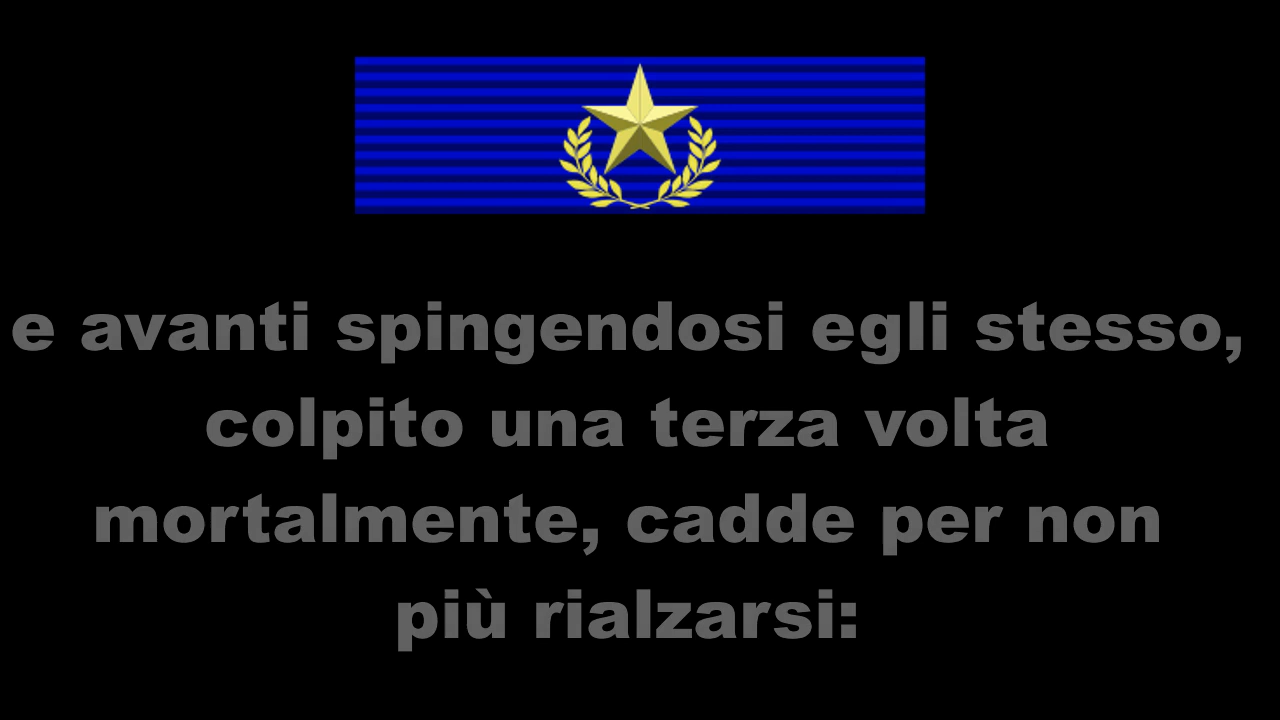 e avanti spingendosi egli stesso,
colpito una terza volta
mortalmente, cadde per non
più rialzarsi: